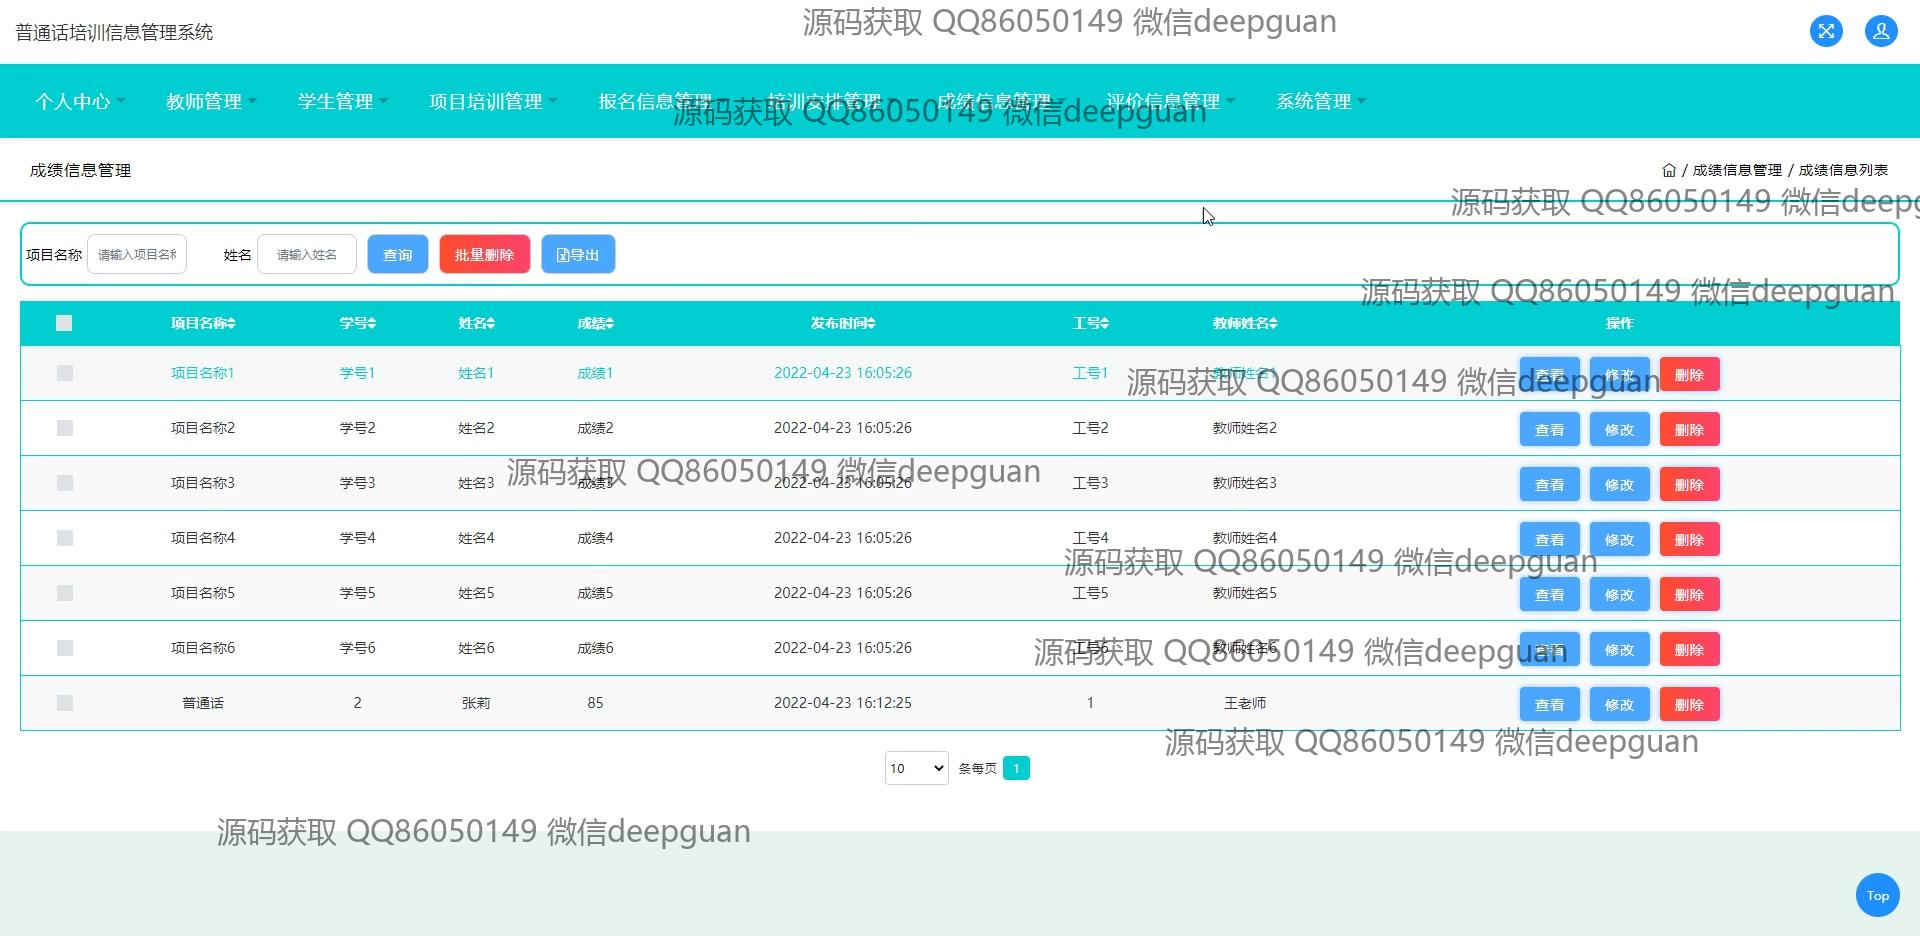 普通话培训信息管理系统
源码获取 QQ86050149 微信deepguan
个人中心 教师管理 学生管理 项目培训管理 报名信息管理 培训安排管理 成绩信息管理 评价信息管理 系统管理
源码获取 QQ86050149 微信deepguan
成绩信息管理
/ 成绩信息管理 / 成绩信息列表
源码获取 QQ86050149 微信deepg
项目名称 请输入项目名称 姓名 请输入姓名 查询 批量删除 导出
源码获取 QQ86050149 微信deepguan
项目名称 学号 姓名 成绩 发布时间 工号 教师姓名 操作
项目名称1 学号1 姓名1 成绩1 2022-04-23 16:05:26 工号1 教师姓名1 查看 修改 删除
源码获取 QQ86050149 微信deepguan
项目名称2 学号2 姓名2 成绩2 2022-04-23 16:05:26 工号2 教师姓名2 查看 修改 删除
源码获取 QQ86050149 微信deepguan
项目名称3 学号3 姓名3 成绩3 2022-04-23 16:05:26 工号3 教师姓名3 查看 修改 删除
项目名称4 学号4 姓名4 成绩4 2022-04-23 16:05:26 工号4 教师姓名4 查看 修改 删除
源码获取 QQ86050149 微信deepguan
项目名称5 学号5 姓名5 成绩5 2022-04-23 16:05:26 工号5 教师姓名5 查看 修改 删除
项目名称6 学号6 姓名6 成绩6 2022-04-23 16:05:26 工号6 教师姓名6 查看 修改 删除
源码获取 QQ86050149 微信deepguan
普通话 2 张莉 85 2022-04-23 16:12:25 1 王老师 查看 修改 删除
源码获取 QQ86050149 微信deepguan
10 条每页 1
源码获取 QQ86050149 微信deepguan
Top